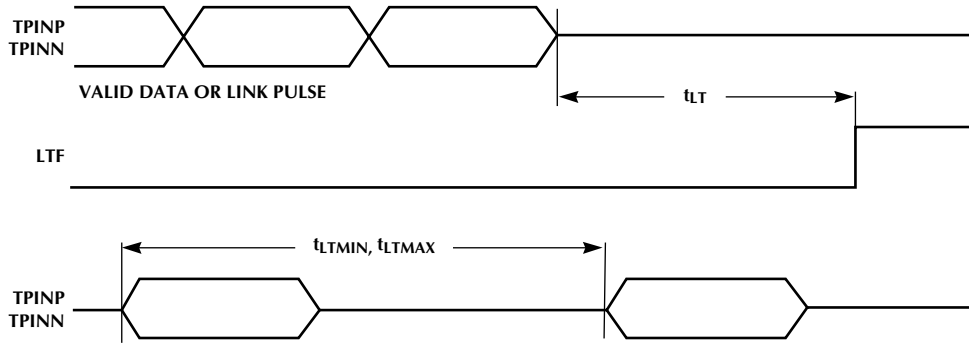 TPINP
TPINN
VALID DATA OR LINK PULSE
tLT
LTF
tLTMIN, tLTMAX
TPINP
TPINN